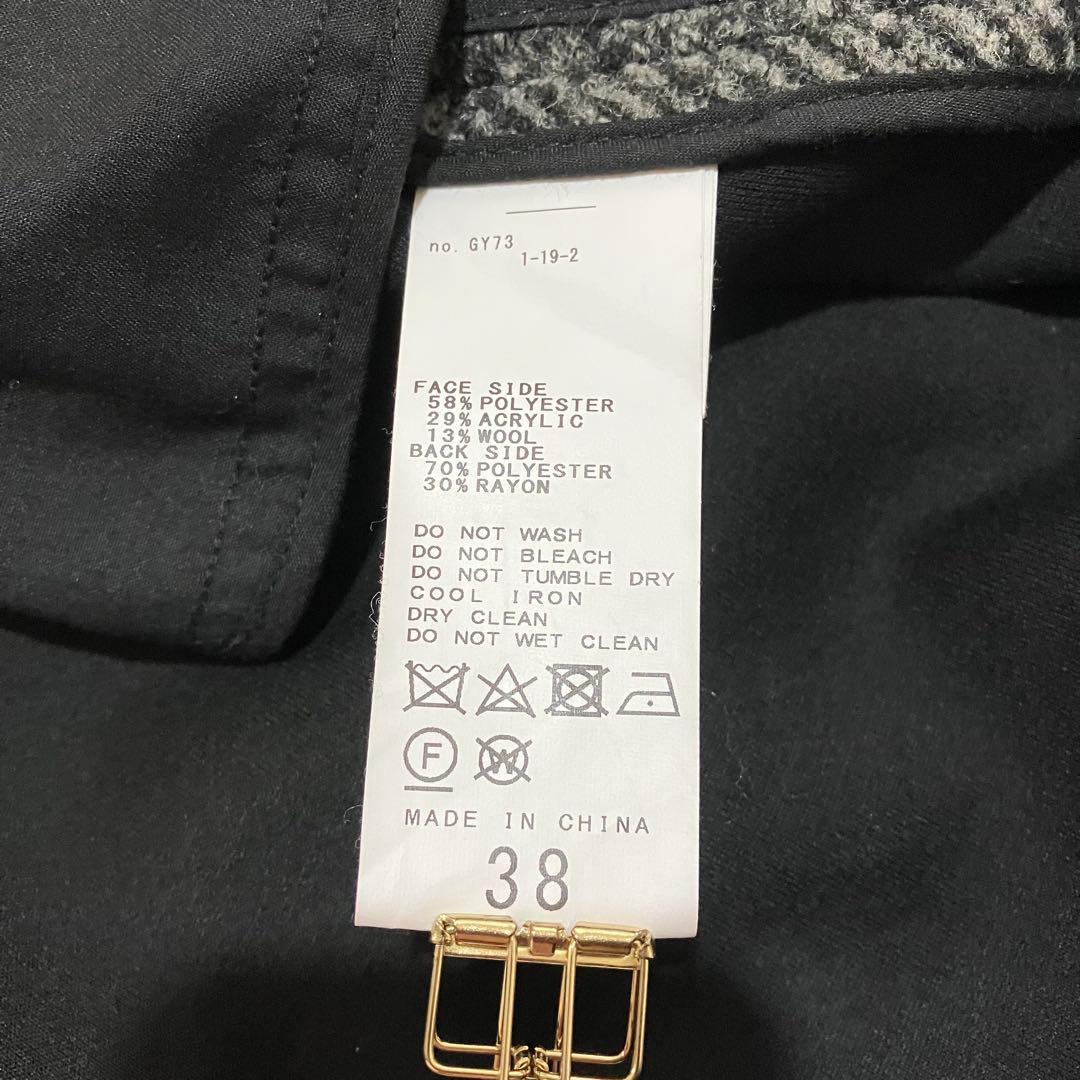 no. GY73
1-19-2
FACE SIDE
58% POLYESTER
29% ACRYLIC
13% WOOL
BACK SIDE
70% POLYESTER
30% RAYON
DO NOT WASH
DO NOT BLEACH
DO NOT TUMBLE DRY
COOL IRON
DRY CLEAN
DO NOT WET CLEAN
F W
MADE IN CHINA
38